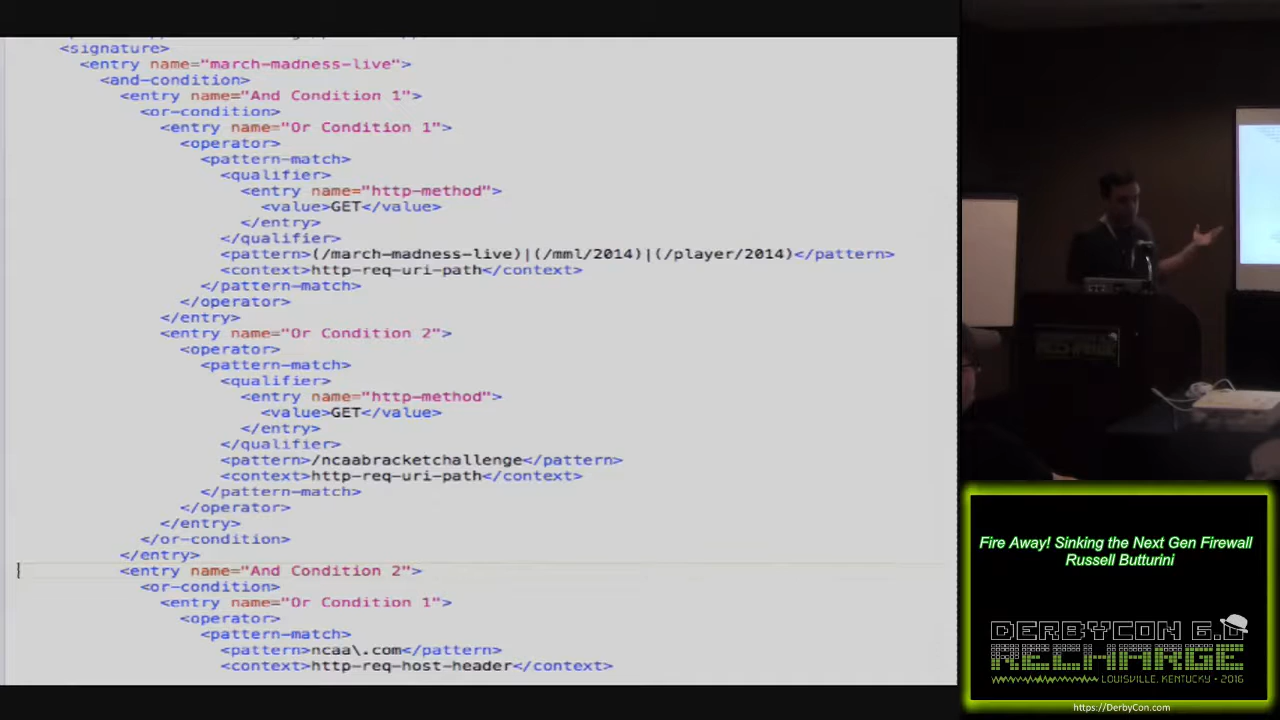 <signature>
<entry name="march-madness-live">
<and-condition>
<entry name="And Condition 1">
<or-condition>
<entry name="Or Condition 1">
<operator>
<pattern-match>
<qualifier>
<entry name="http-method">
<value>GET</value>
</entry>
</qualifier>
<pattern>(/march-madness-live)|(/mml/2014)|(/player/2014)</pattern>
<context>http-req-uri-path</context>
</pattern-match>
</operator>
</entry>
<entry name="Or Condition 2">
<operator>
<pattern-match>
<qualifier>
<entry name="http-method">
<value>GET</value>
</entry>
</qualifier>
<pattern>/ncaabracketchallenge</pattern>
<context>http-req-uri-path</context>
</pattern-match>
</operator>
</entry>
</or-condition>
</entry>
<entry name="And Condition 2">
<or-condition>
<entry name="Or Condition 1">
<operator>
<pattern-match>
<pattern>ncaa\.com</pattern>
<context>http-req-host-header</context>
Fire Away! Sinking the Next Gen Firewall
Russell Butturini
DERBYCON 6.0
RECHARGE
LOUISVILLE, KENTUCKY • 2016
https://DerbyCon.com